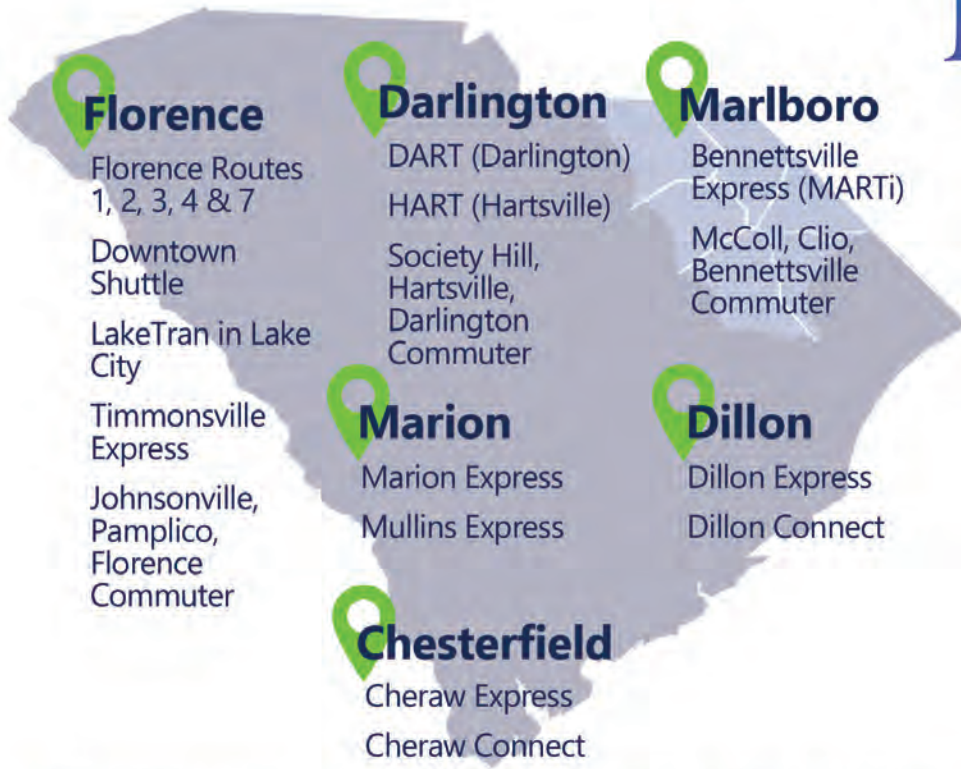 Florence
Florence Routes
1, 2, 3, 4 & 7
Downtown
Shuttle
LakeTran in Lake
City
Timmonsville
Express
Johnsonville,
Pamplico,
Florence
Commuter
Darlington
DART (Darlington)
HART (Hartsville)
Society Hill,
Hartsville,
Darlington
Commuter
Marlboro
Bennettsville
Express (MARTi)
McColl, Clio,
Bennettsville
Commuter
Marion
Marion Express
Mullins Express
Dillon
Dillon Express
Dillon Connect
Chesterfield
Cheraw Express
Cheraw Connect